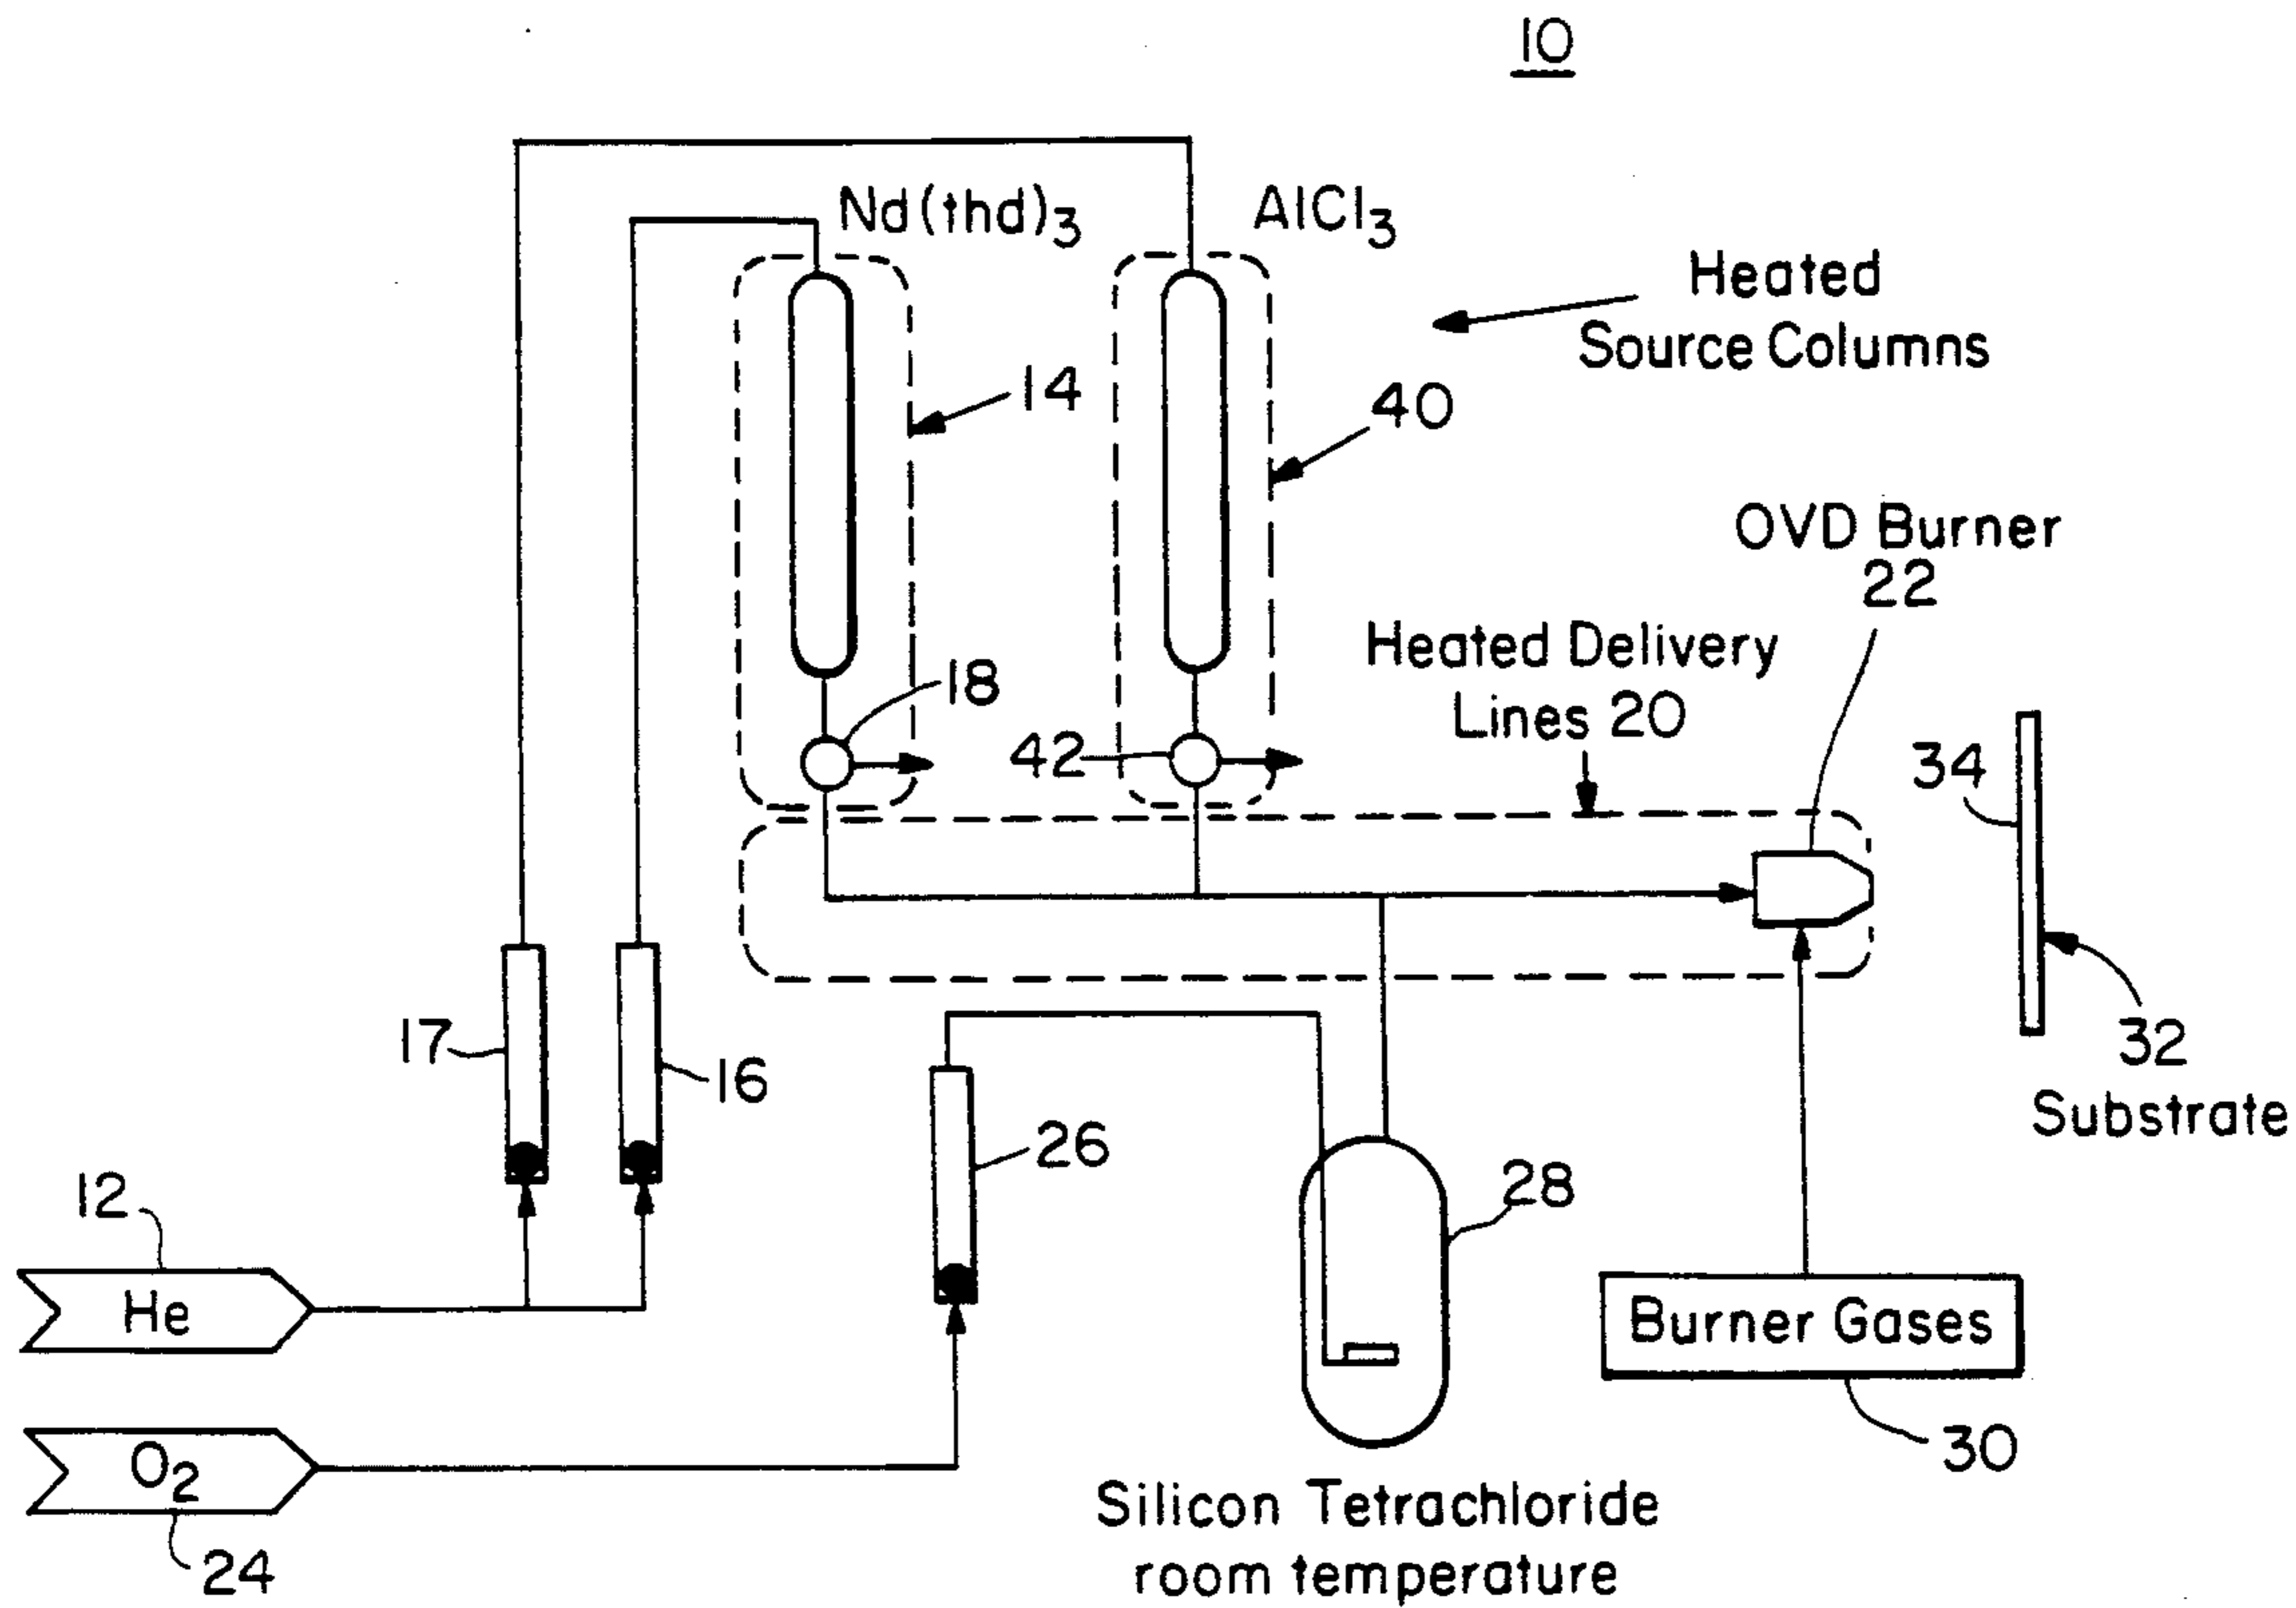 10
Nd(thd)3
AlCl3
Heated
Source Columns
14
40
OVD Burner
22
Heated Delivery
Lines 20
18
42
34
17
16
26
32
Substrate
12
28
He
Burner Gases
O2
30
24
Silicon Tetrachloride
room temperature